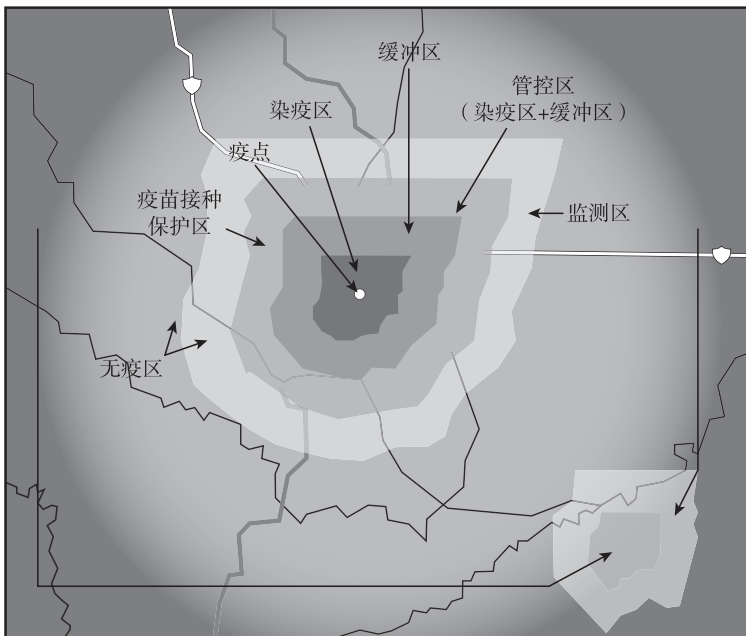 缓冲区
管控区
（染疫区+缓冲区）
染疫区
疫点
疫苗接种
保护区
监测区
无疫区